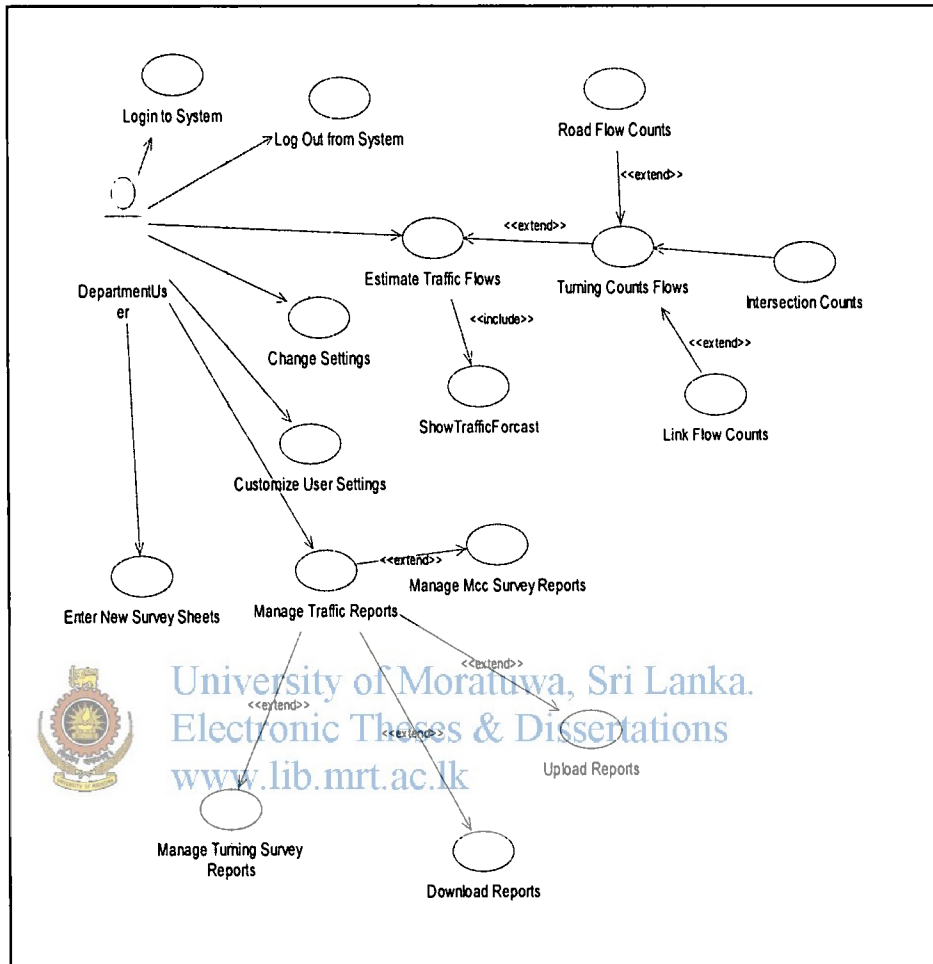 Login to System
Log Out from System
Road Flow Counts
<<extend>>
<<extend>>
Estimate Traffic Flows
Turning Counts Flows
Intersection Counts
DepartmentUs
er
<<include>>
<<extend>>
Change Settings
ShowTrafficForcast
Link Flow Counts
Customize User Settings
<<extend>>
Manage Mcc Survey Reports
Enter New Survey Sheets
Manage Traffic Reports
<<extend>>
University of Moratuwa, Sri Lanka.
<<extend>>
<<extend>>
Electronic Theses & Dissertations
www.lib.mrt.ac.lk
Upload Reports
Manage Turning Survey
Reports
Download Reports